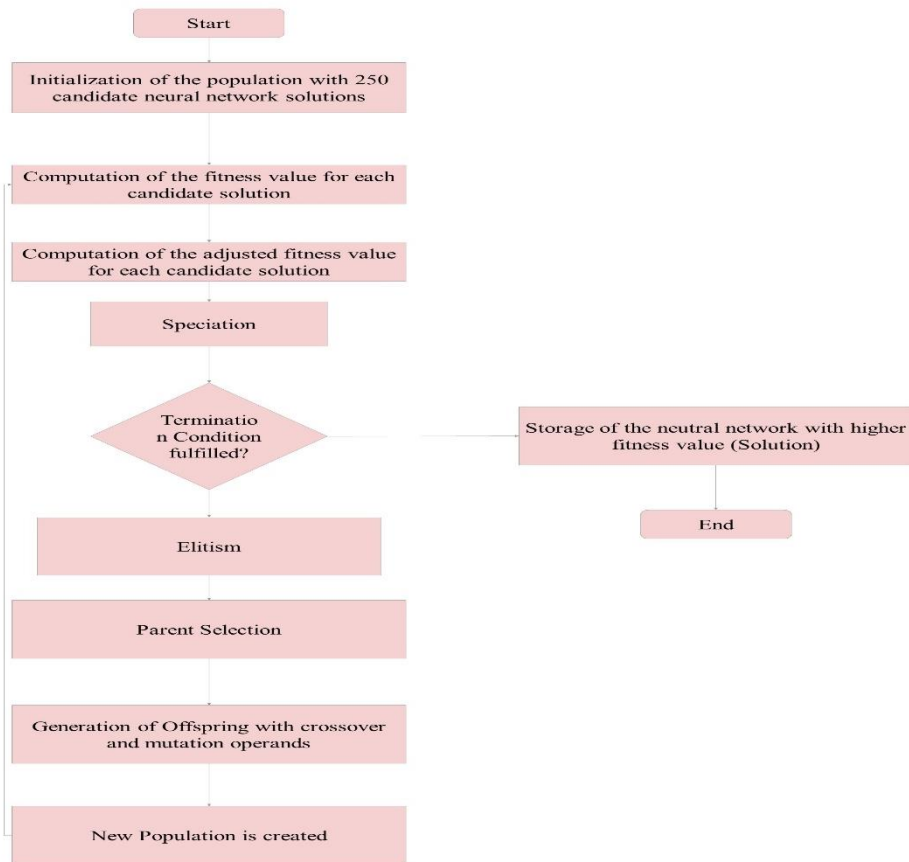 Start
Initialization of the population with 250
candidate neural network solutions
Computation of the fitness value for each
candidate solution
Computation of the adjusted fitness value
for each candidate solution
Speciation
Terminatio
n Condition
fulfilled?
Storage of the neutral network with higher
fitness value (Solution)
End
Elitism
Parent Selection
Generation of Offspring with crossover
and mutation operands
New Population is created